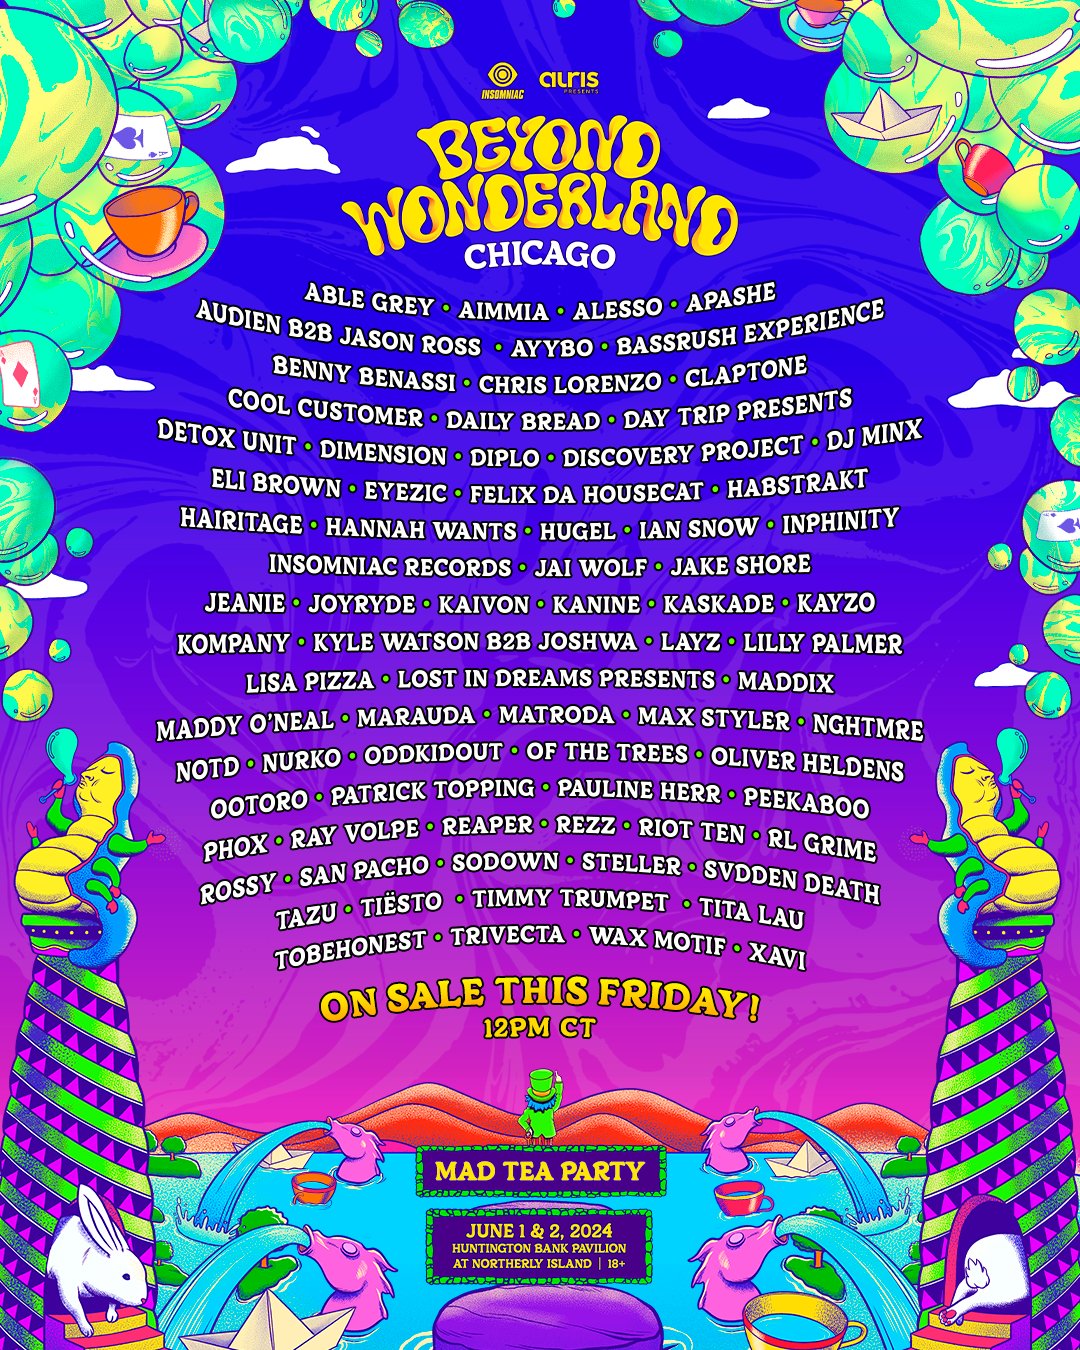 INSOMNIAC
alris
PRESENTS
BEYOND
WONDERLAND
CHICAGO
ABLE GREY • AIMMIA • ALESSO • APASHE
AUDIEN B2B JASON ROSS • AYYBO • BASSRUSH EXPERIENCE
BENNY BENASSI • CHRIS LORENZO • CLAPTONE
COOL CUSTOMER • DAILY BREAD • DAY TRIP PRESENTS
DETOX UNIT • DIMENSION • DIPLO • DISCOVERY PROJECT • DJ MINX
ELI BROWN • EYEZIC • FELIX DA HOUSECAT • HABSTRAKT
HAIRITAGE • HANNAH WANTS • HUGEL • IAN SNOW • INPHINITY
INSOMNIAC RECORDS • JAI WOLF • JAKE SHORE
JEANIE • JOYRYDE • KAIVON • KANINE • KASKADE • KAYZO
KOMPANY • KYLE WATSON B2B JOSHWA • LAYZ • LILLY PALMER
LISA PIZZA • LOST IN DREAMS PRESENTS • MADDIX
MADDY O'NEAL • MARAUDA • MATRODA • MAX STYLER • NGHTMRE
NOTD • NURKO • ODDKIDOUT • OF THE TREES • OLIVER HELDENS
OOTORO • PATRICK TOPPING • PAULINE HERR • PEEKABOO
PHOX • RAY VOLPE • REAPER • REZZ • RIOT TEN • RL GRIME
ROSSY • SAN PACHO • SODOWN • STELLER • SVDDEN DEATH
TAZU • TIËSTO • TIMMY TRUMPET • TITA LAU
TOBEHONEST • TRIVECTA • WAX MOTIF • XAVI
ON SALE THIS FRIDAY!
12PM CT
MAD TEA PARTY
JUNE 1 & 2, 2024
HUNTINGTON BANK PAVILION
AT NORTHERLY ISLAND | 18+